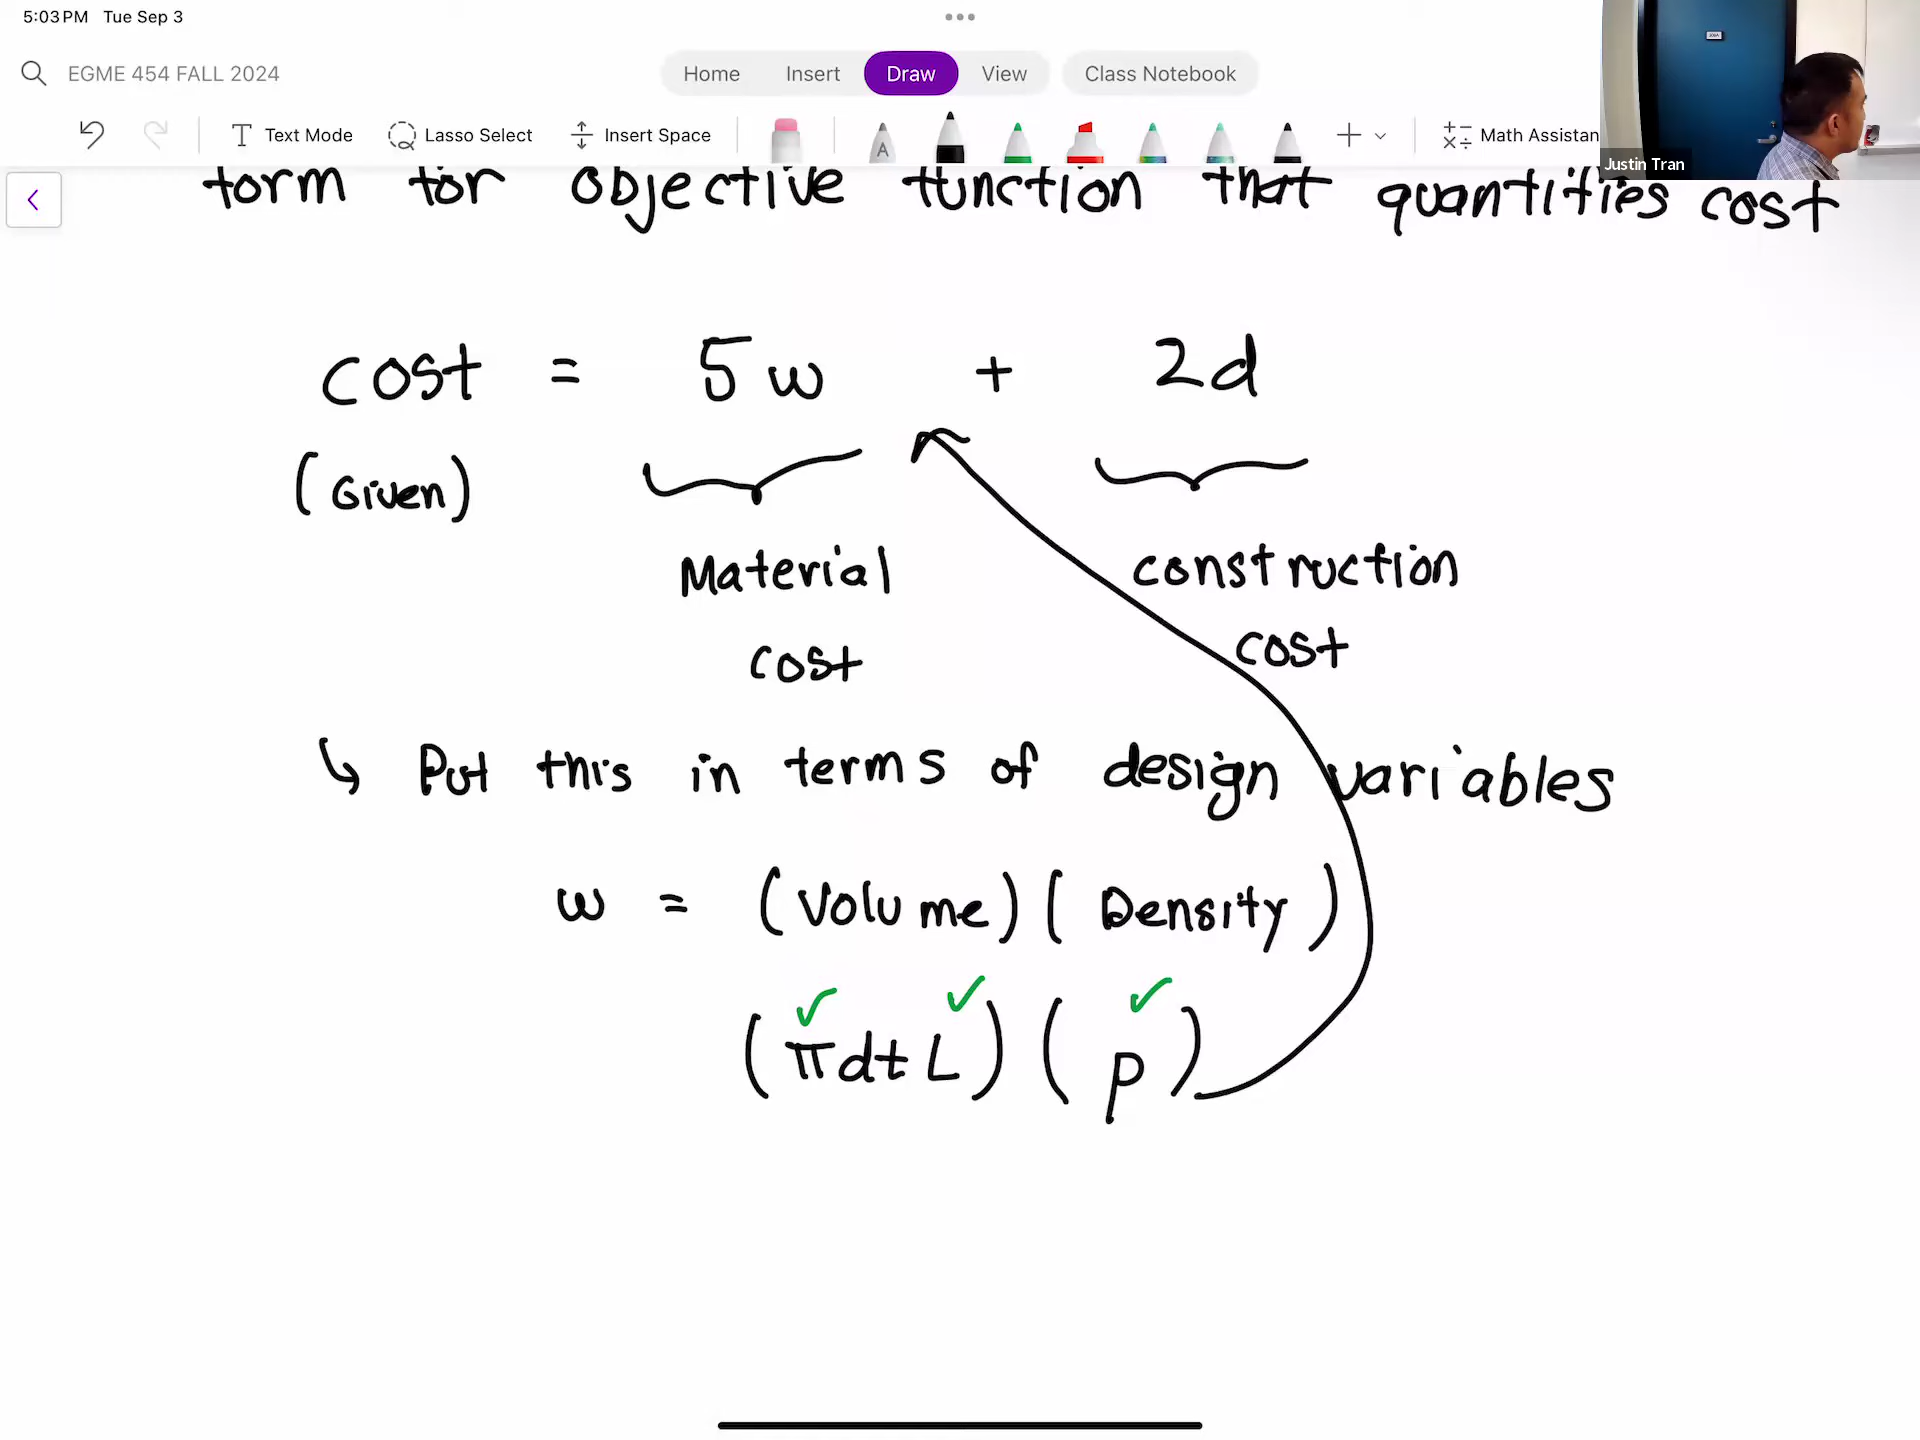 5:03 PM Tue Sep 3
EGME 454 FALL 2024
Home Insert Draw View Class Notebook
Text Mode Lasso Select Insert Space A Math Assistan
Justin Tran
form for objective function that quantifies cost
cost = 5w + 2d
(Given)
Material construction
cost cost
↳ Put this in terms of design variables
w = (Volume) (Density)
(πdtL) (ρ)